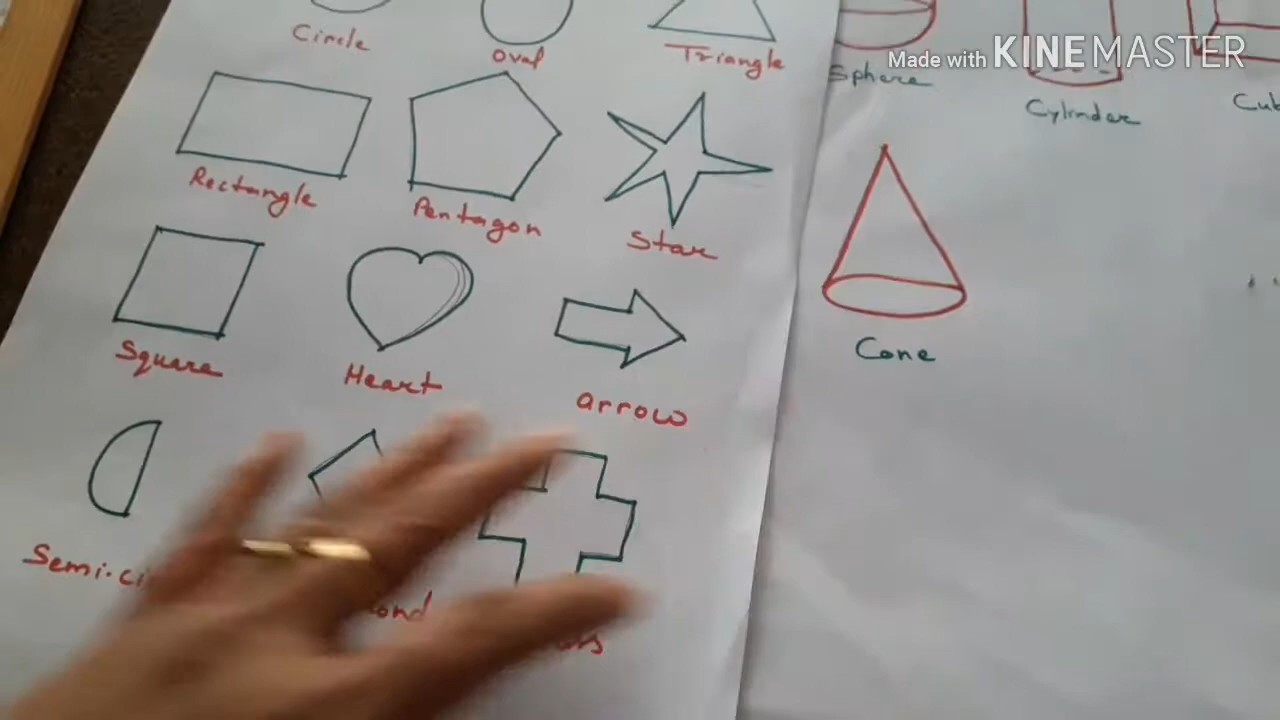 Circle
Oval
Triangle
Sphere
Made with KINEMASTER
Cylinder
Rectangle
Pentagon
Star
Cone
Square
Heart
arrow